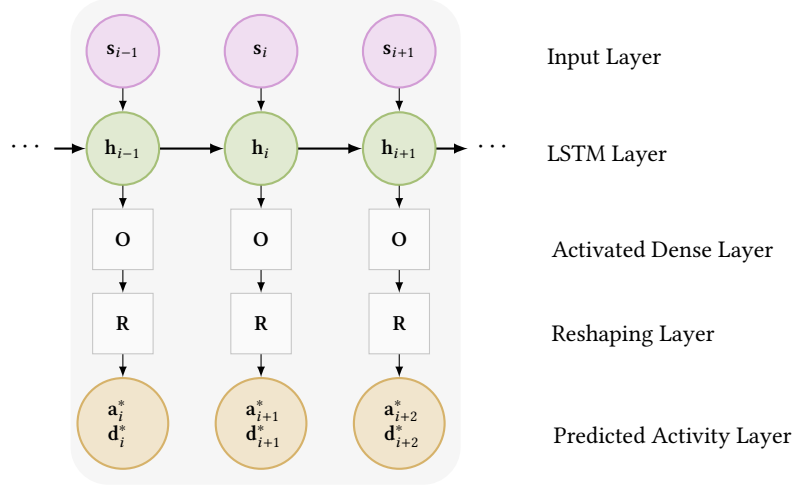 s_{i−1} s_i s_{i+1} Input Layer
· · · h_{i−1} h_i h_{i+1} · · · LSTM Layer
O O O Activated Dense Layer
R R R Reshaping Layer
a^*_i a^*_{i+1} a^*_{i+2}
d^*_i d^*_{i+1} d^*_{i+2} Predicted Activity Layer